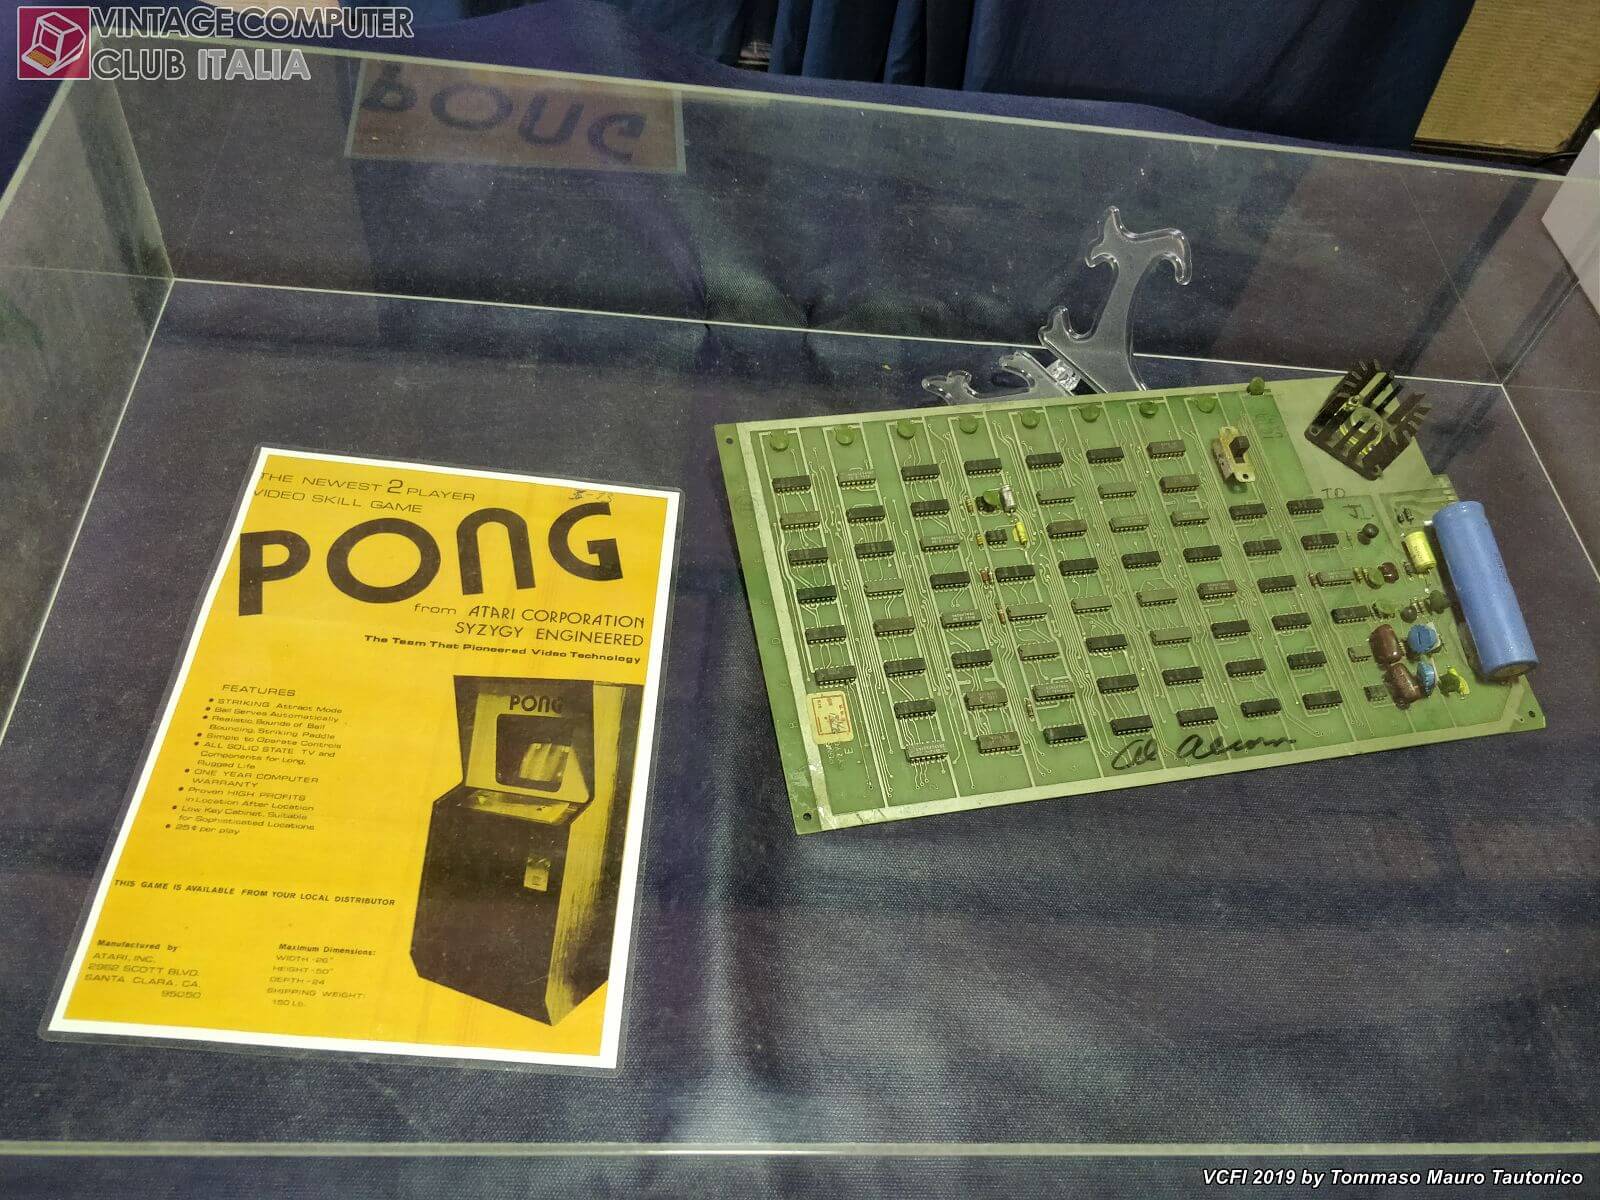 VINTAGE COMPUTER
CLUB ITALIA
PONG
THE NEWEST 2 PLAYER
VIDEO SKILL GAME
PONG
from ATARI CORPORATION
SYZYGY ENGINEERED
The Team That Pioneered Video Technology
FEATURES
• STRIKING Attract Mode
• Ball Serves Automatically
• Realistic Sounds of Ball
Bouncing, Striking Paddle
• Simple to Operate Controls
• ALL SOLID STATE TV and
Components for Long,
Rugged Life
• ONE YEAR COMPUTER
WARRANTY
• Proven HIGH PROFITS
in Location After Location
• Low Key Cabinet, Suitable
for Sophisticated Locations
• 25¢ per play
PONG
THIS GAME IS AVAILABLE FROM YOUR LOCAL DISTRIBUTOR
Manufactured by
ATARI, INC.
2962 SCOTT BLVD.
SANTA CLARA, CA.
95050
Maximum Dimensions:
WIDTH -26"
HEIGHT -50"
DEPTH -24
SHIPPING WEIGHT:
150 Lb.
Al Alcorn
VCFI 2019 by Tommaso Mauro Tautonico